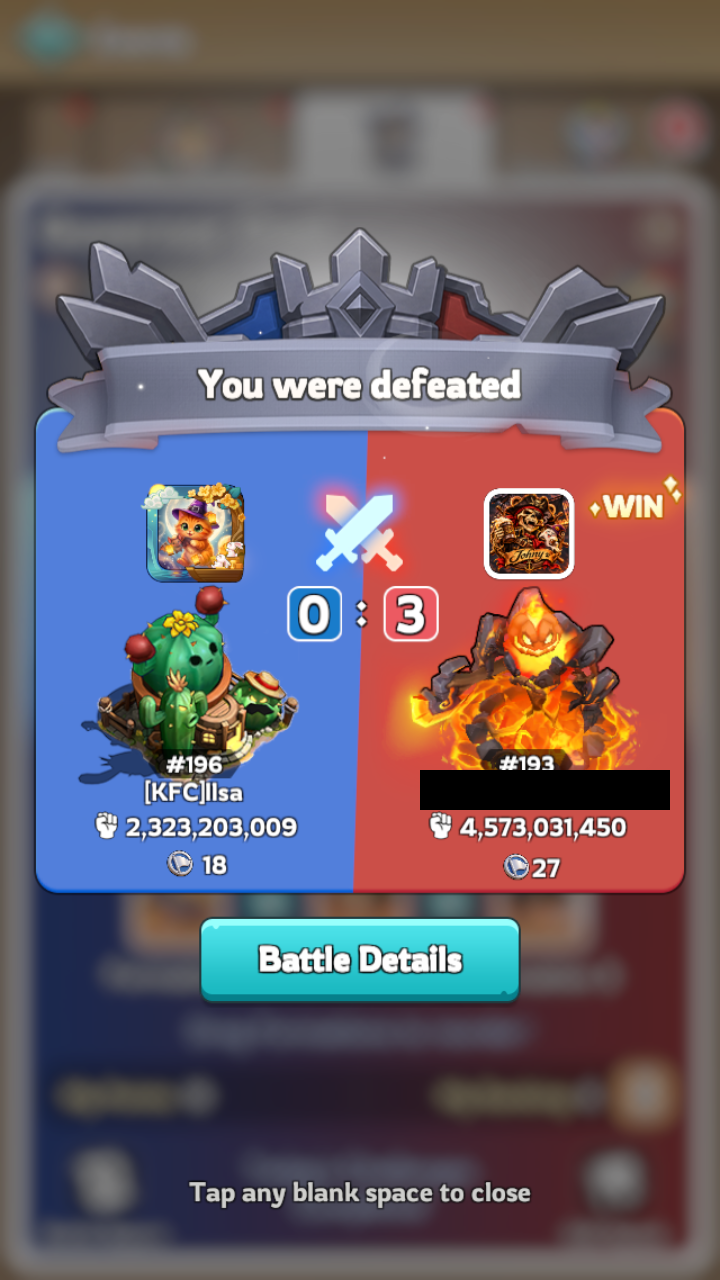 You were defeated
WIN
Johny
0 : 3
#196
#193
[KFC]Ilsa
2,323,203,009
4,573,031,450
18
27
Battle Details
Tap any blank space to close